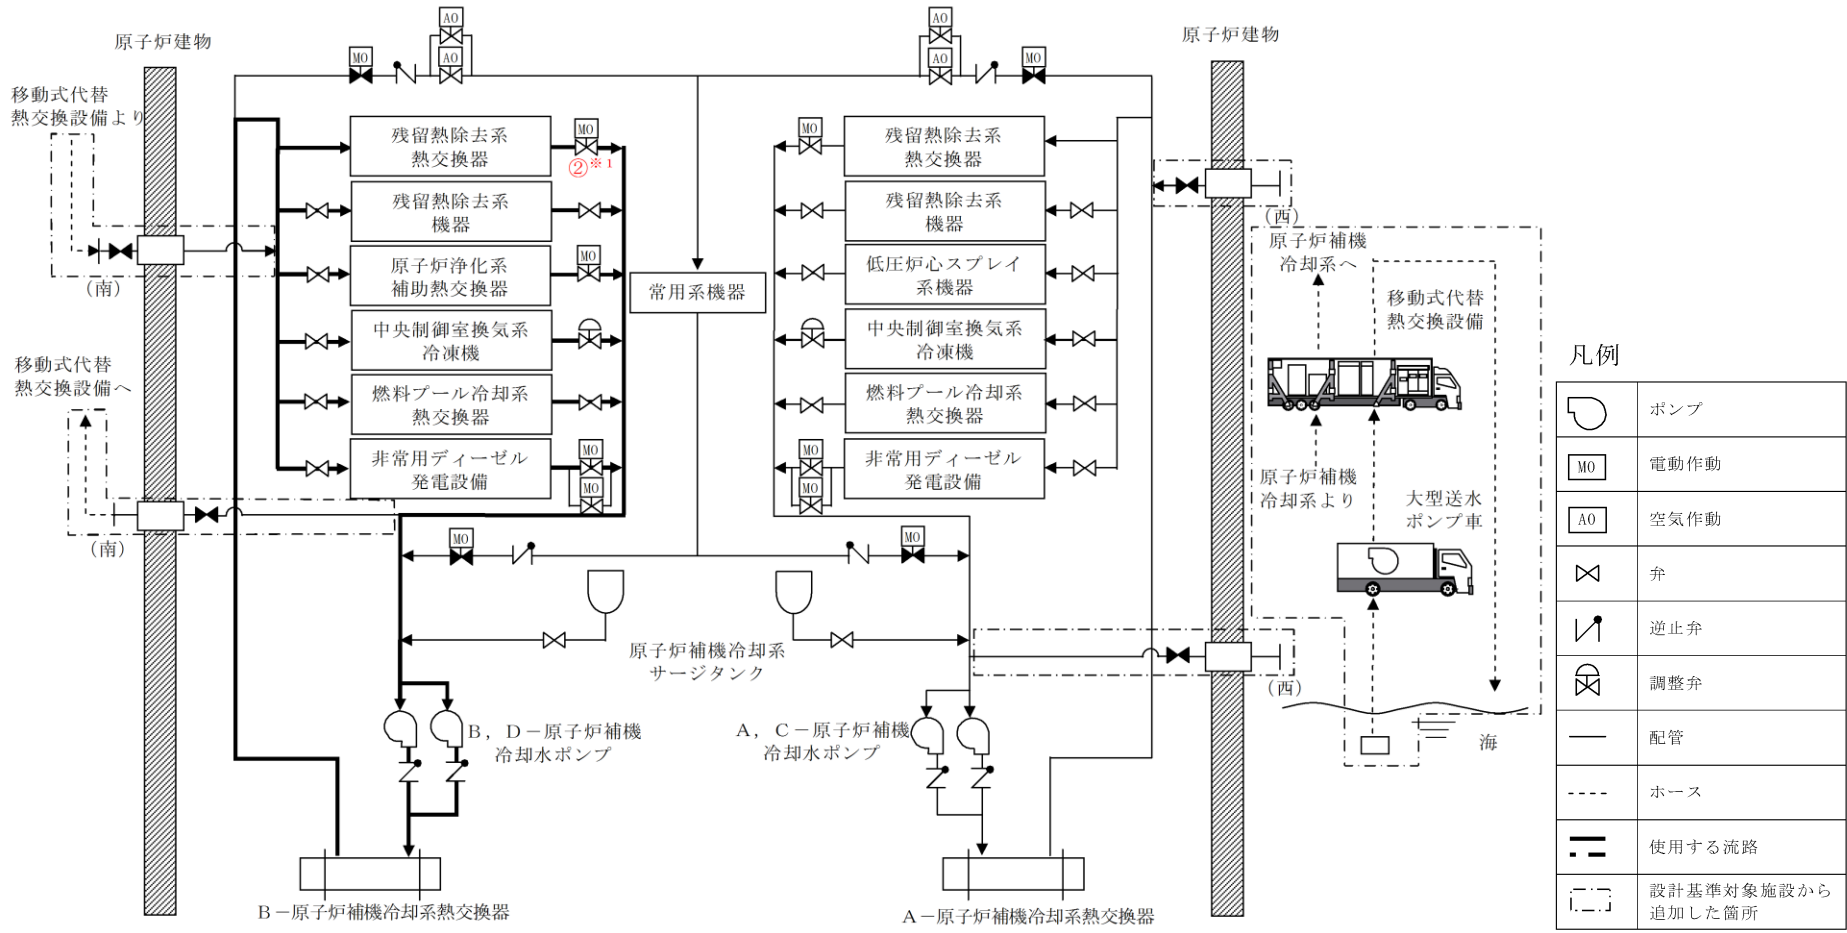 原子炉建物
原子炉建物
AO
AO
MO
AO
AO
MO
移動式代替
熱交換設備より
(南)
移動式代替
熱交換設備へ
(南)
残留熱除去系
熱交換器
MO
②※1
残留熱除去系
機器
原子炉浄化系
補助熱交換器
MO
中央制御室換気系
冷凍機
燃料プール冷却系
熱交換器
非常用ディーゼル
発電設備
MO
MO
常用系機器
MO
残留熱除去系
熱交換器
残留熱除去系
機器
低圧炉心スプレイ
系機器
中央制御室換気系
冷凍機
燃料プール冷却系
熱交換器
MO
MO
非常用ディーゼル
発電設備
MO
MO
原子炉補機冷却系
サージタンク
B,D-原子炉補機
冷却水ポンプ
A,C-原子炉補機
冷却水ポンプ
B-原子炉補機冷却系熱交換器
A-原子炉補機冷却系熱交換器
(西)
(西)
原子炉補機
冷却系へ
移動式代替
熱交換設備
原子炉補機
冷却系より
大型送水
ポンプ車
海
凡例
ポンプ
MO 電動作動
AO 空気作動
弁
逆止弁
調整弁
配管
ホース
使用する流路
設計基準対象施設から
追加した箇所